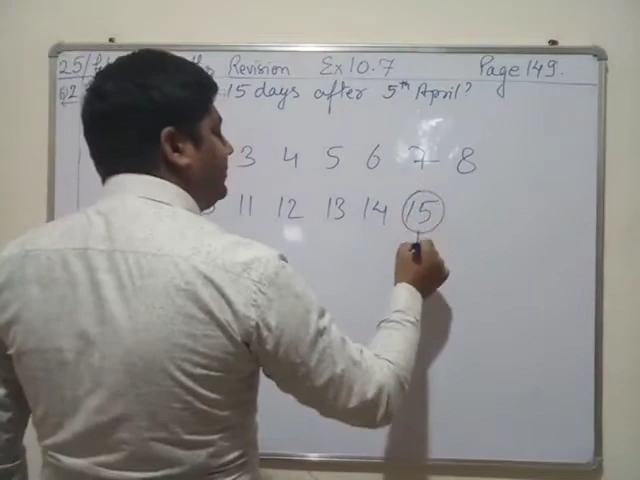 25/ Revision Ex 10.7 Page 149.
15 days after 5th April?
3 4 5 6 7 8
11 12 13 14 15